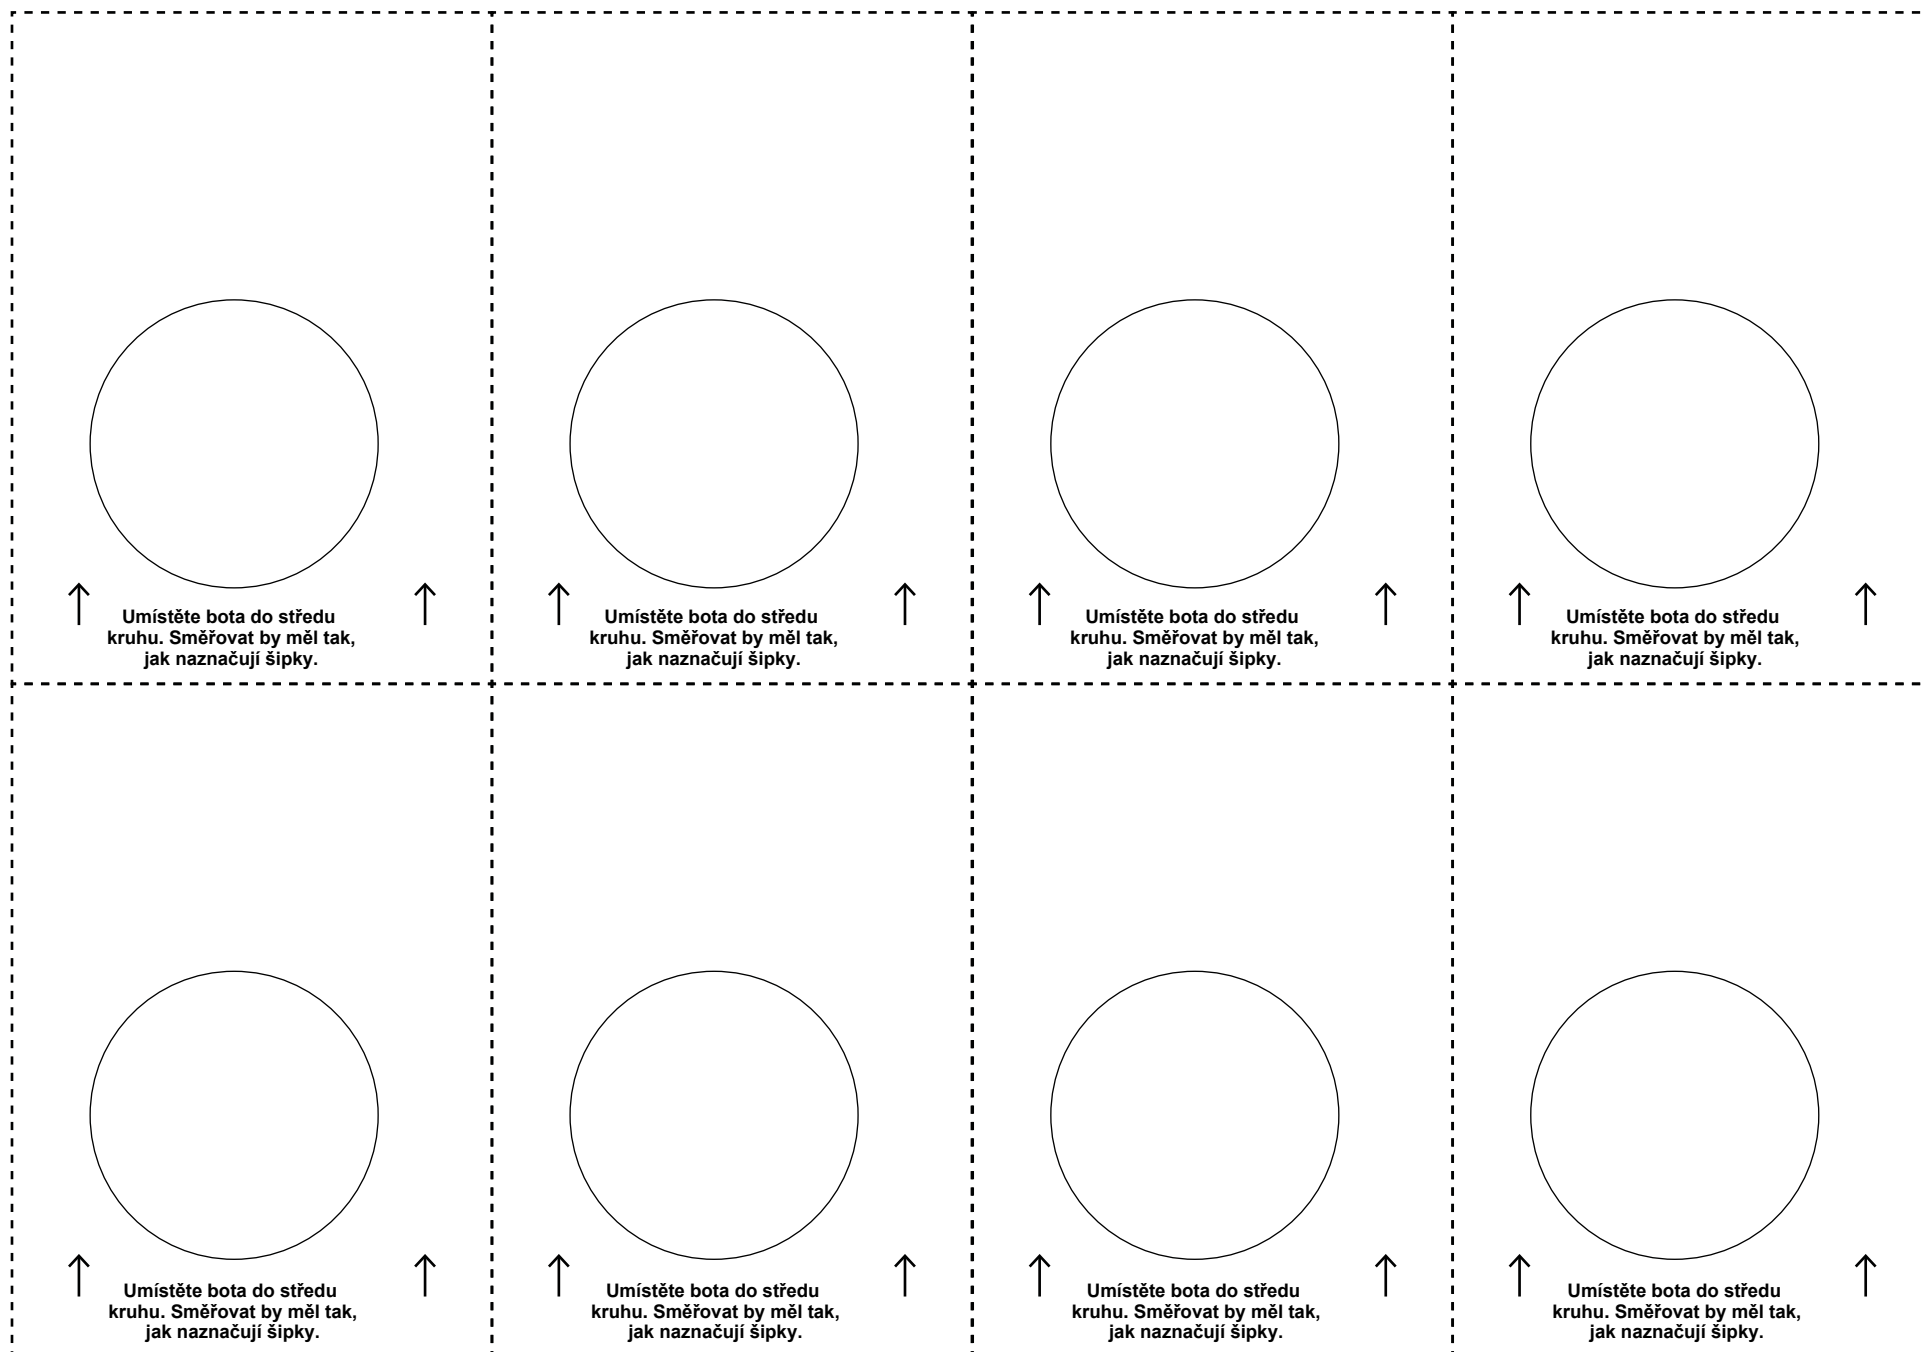 Umístěte bota do středu
kruhu. Směřovat by měl tak,
jak naznačují šipky.
Umístěte bota do středu
kruhu. Směřovat by měl tak,
jak naznačují šipky.
Umístěte bota do středu
kruhu. Směřovat by měl tak,
jak naznačují šipky.
Umístěte bota do středu
kruhu. Směřovat by měl tak,
jak naznačují šipky.
Umístěte bota do středu
kruhu. Směřovat by měl tak,
jak naznačují šipky.
Umístěte bota do středu
kruhu. Směřovat by měl tak,
jak naznačují šipky.
Umístěte bota do středu
kruhu. Směřovat by měl tak,
jak naznačují šipky.
Umístěte bota do středu
kruhu. Směřovat by měl tak,
jak naznačují šipky.